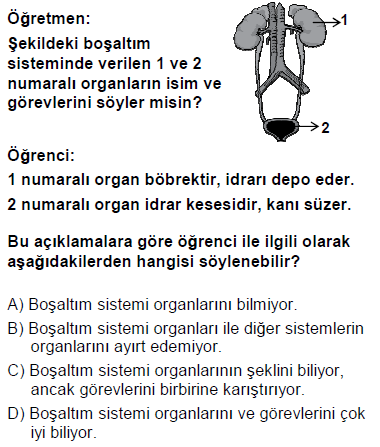 Öğretmen:
Şekildeki boşaltım
sisteminde verilen 1 ve 2
numaralı organların isim ve
görevlerini söyler misin?
1
2
Öğrenci:
1 numaralı organ böbrektir, idrarı depo eder.
2 numaralı organ idrar kesesidir, kanı süzer.
Bu açıklamalara göre öğrenci ile ilgili olarak
aşağıdakilerden hangisi söylenebilir?
A) Boşaltım sistemi organlarını bilmiyor.
B) Boşaltım sistemi organları ile diğer sistemlerin
organlarını ayırt edemiyor.
C) Boşaltım sistemi organlarının şeklini biliyor,
ancak görevlerini birbirine karıştırıyor.
D) Boşaltım sistemi organlarını ve görevlerini çok
iyi biliyor.